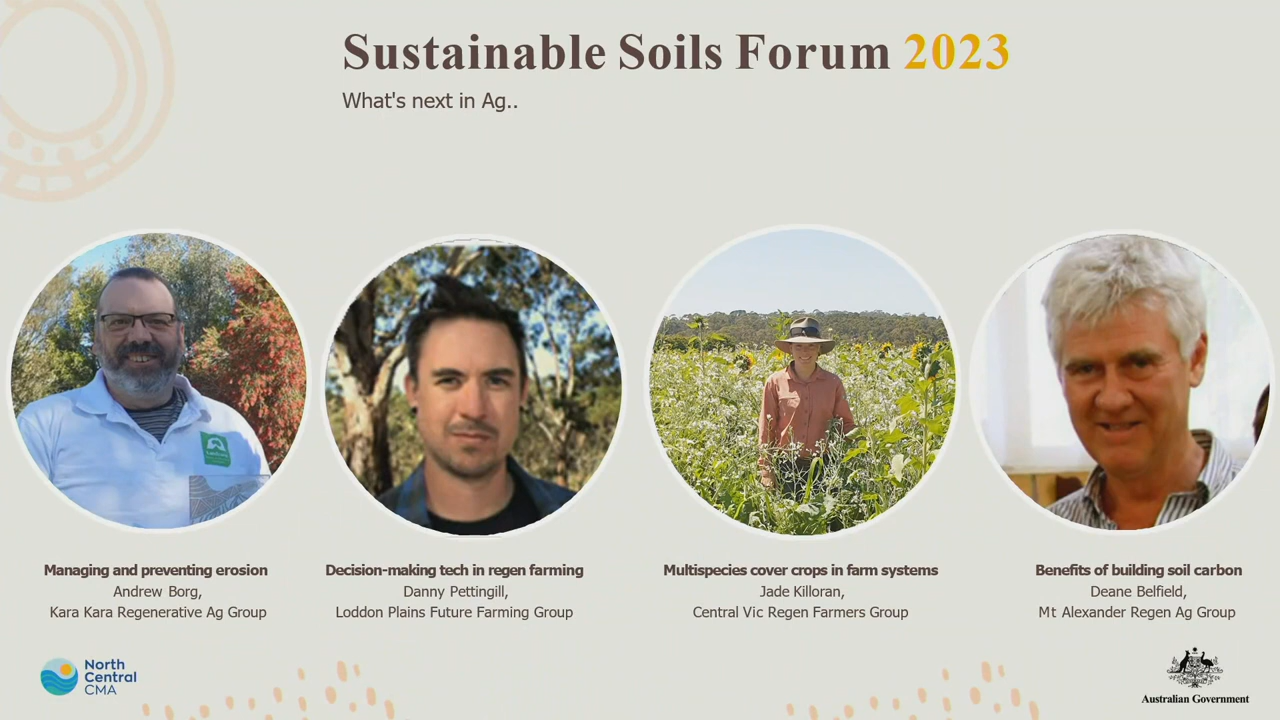 Sustainable Soils Forum 2023
What's next in Ag..
Managing and preventing erosion
Andrew Borg,
Kara Kara Regenerative Ag Group
Decision-making tech in regen farming
Danny Pettingill,
Loddon Plains Future Farming Group
Multispecies cover crops in farm systems
Jade Killoran,
Central Vic Regen Farmers Group
Benefits of building soil carbon
Deane Belfield,
Mt Alexander Regen Ag Group
North
Central
CMA
Australian Government